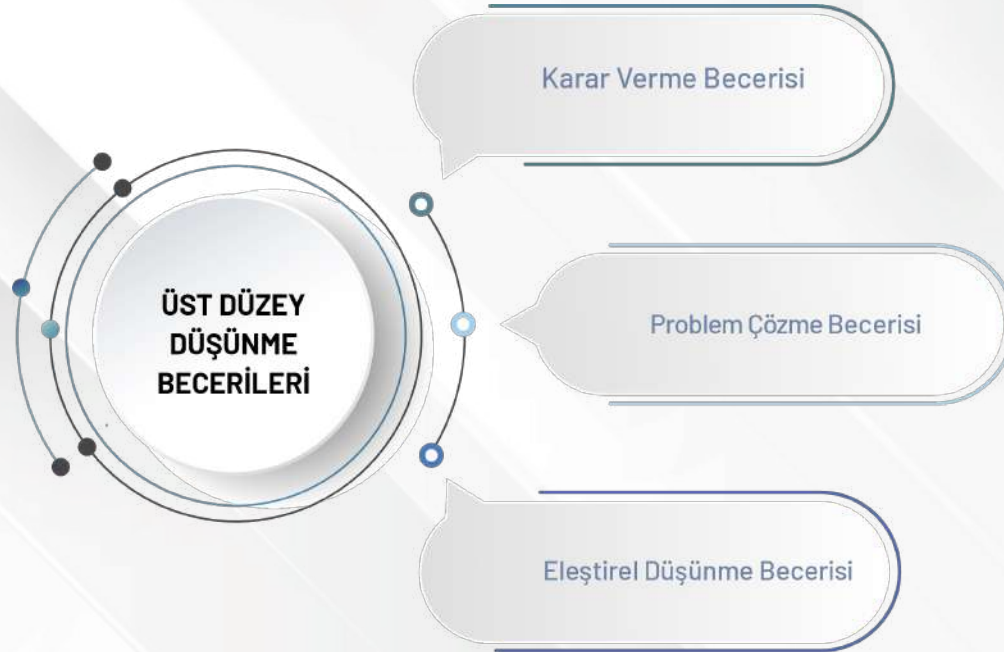 Karar Verme Becerisi
ÜST DÜZEY
DÜŞÜNME
BECERİLERİ
Problem Çözme Becerisi
Eleştirel Düşünme Becerisi